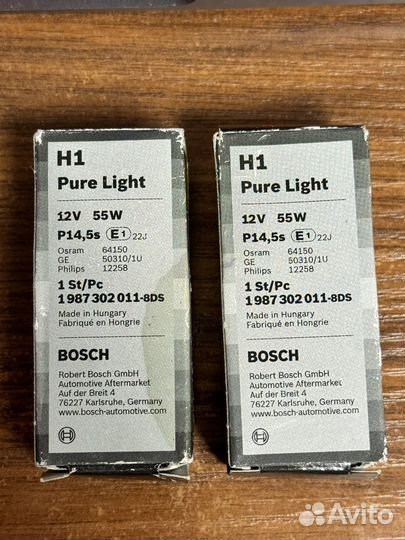 H1
Pure Light
12V 55W
P14,5s E1 22J
Osram 64150
GE 50310/1U
Philips 12258
1 St/Pc
1 987 302 011-8DS
Made in Hungary
Fabriqué en Hongrie
BOSCH
Robert Bosch GmbH
Automotive Aftermarket
Auf der Breit 4
76227 Karlsruhe, Germany
www.bosch-automotive.com
H1
Pure Light
12V 55W
P14,5s E1 22J
Osram 64150
GE 50310/1U
Philips 12258
1 St/Pc
1 987 302 011-8DS
Made in Hungary
Fabriqué en Hongrie
BOSCH
Robert Bosch GmbH
Automotive Aftermarket
Auf der Breit 4
76227 Karlsruhe, Germany
www.bosch-automotive.com
Avito